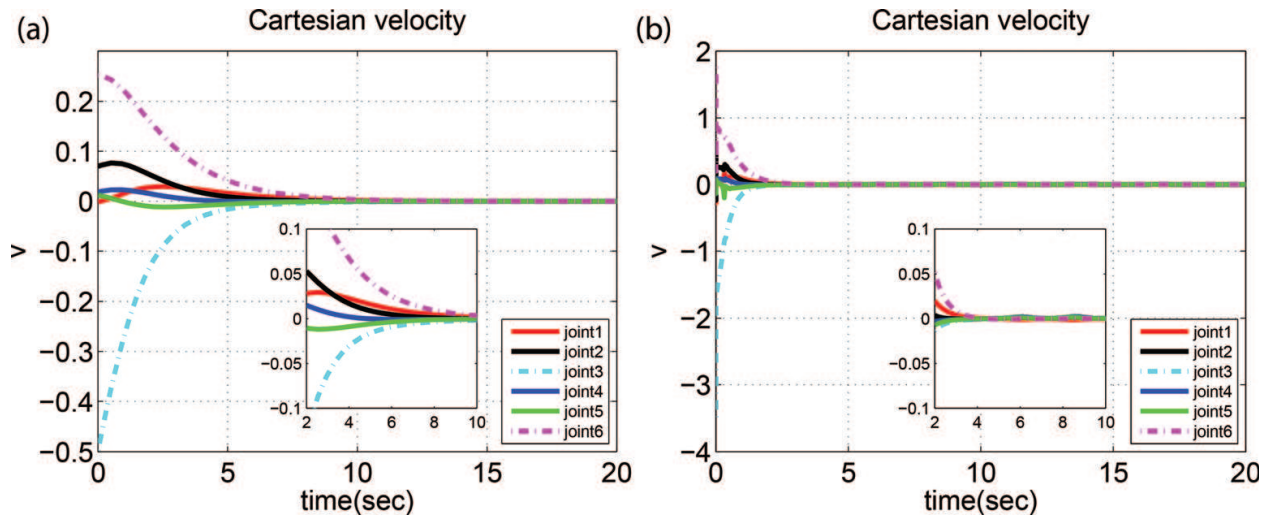 (a)
Cartesian velocity
0.2
0.1
0
−0.1
−0.2
−0.3
−0.4
−0.5
v
0.1
0.05
0
−0.05
−0.1
2 4 6 8 10
joint1
joint2
joint3
joint4
joint5
joint6
0 5 10 15 20
time(sec)
(b)
Cartesian velocity
2
1
0
−1
−2
−3
−4
v
0.1
0.05
0
−0.05
−0.1
2 4 6 8 10
joint1
joint2
joint3
joint4
joint5
joint6
0 5 10 15 20
time(sec)